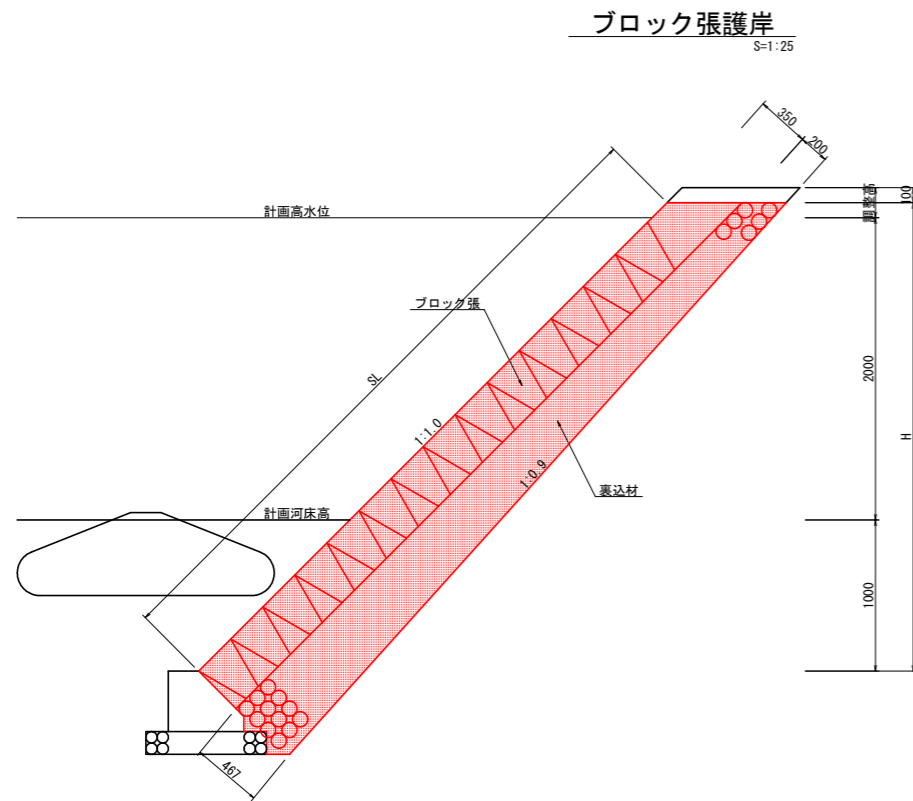 ブロック張護岸
S=1:25
350
200
調整高
100
計画高水位
ブロック張
SL
2000
1:1.0
H
1:0.9
裏込材
計画河床高
1000
467